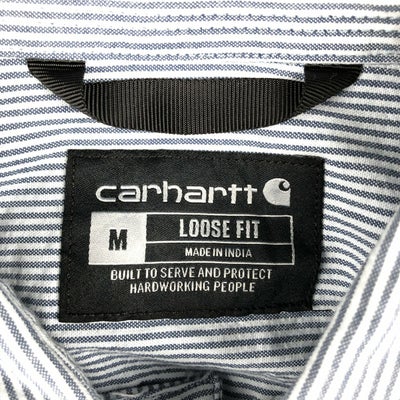 carhartt
M
LOOSE FIT
MADE IN INDIA
BUILT TO SERVE AND PROTECT
HARDWORKING PEOPLE